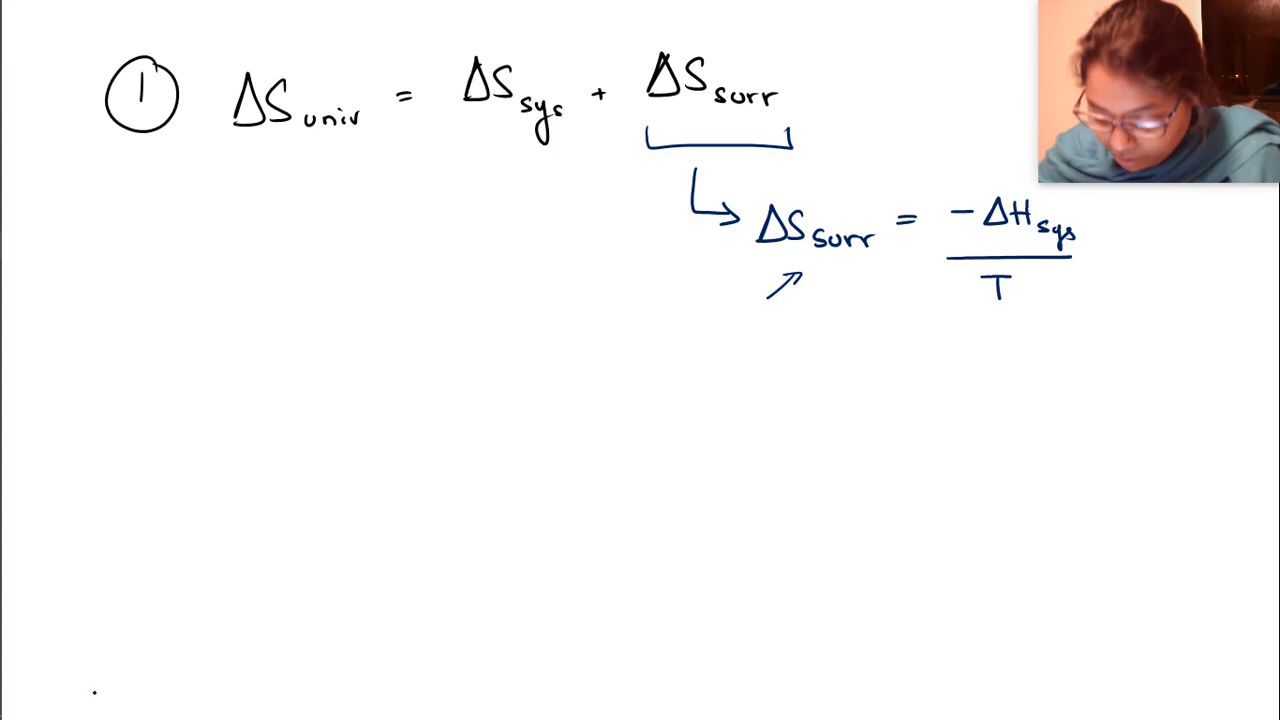 ① ΔS univ = ΔS sys + ΔS surr
ΔS surr = -ΔH sys / T